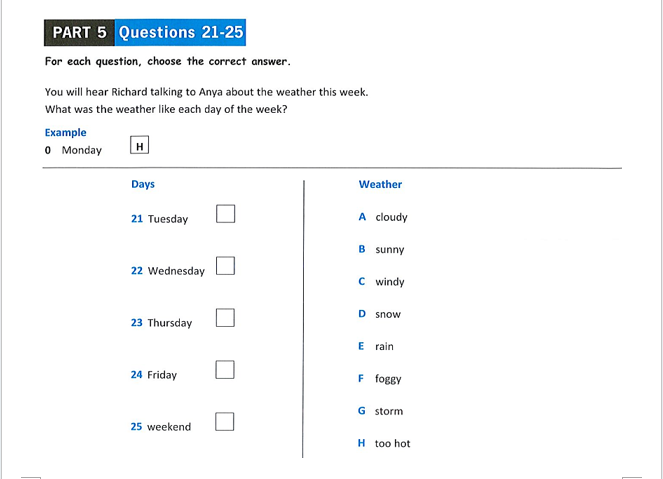 PART 5 Questions 21-25
For each question, choose the correct answer.
You will hear Richard talking to Anya about the weather this week.
What was the weather like each day of the week?
Example
0 Monday H
Days
21 Tuesday
22 Wednesday
23 Thursday
24 Friday
25 weekend
Weather
A cloudy
B sunny
C windy
D snow
E rain
F foggy
G storm
H too hot